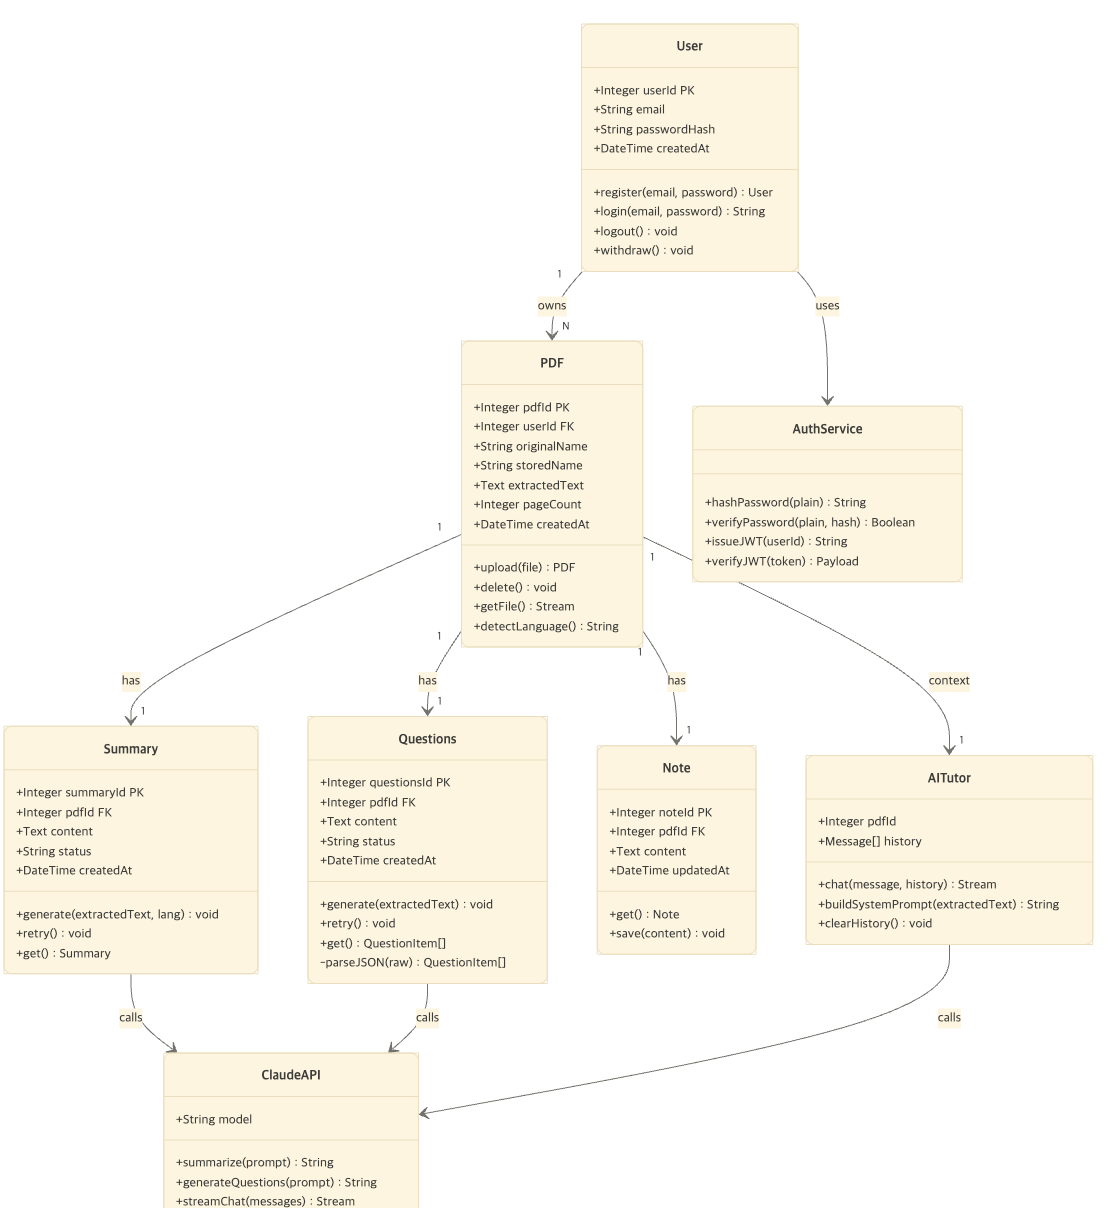 User
+Integer userId PK
+String email
+String passwordHash
+DateTime createdAt
+register(email, password) : User
+login(email, password) : String
+logout() : void
+withdraw() : void
1
owns
N
uses
PDF
+Integer pdfId PK
+Integer userId FK
+String originalName
+String storedName
+Text extractedText
+Integer pageCount
+DateTime createdAt
+upload(file) : PDF
+delete() : void
+getFile() : Stream
+detectLanguage() : String
AuthService
+hashPassword(plain) : String
+verifyPassword(plain, hash) : Boolean
+issueJWT(userId) : String
+verifyJWT(token) : Payload
1
has
1
1
has
1
1
has
1
1
context
1
Summary
+Integer summaryId PK
+Integer pdfId FK
+Text content
+String status
+DateTime createdAt
+generate(extractedText, lang) : void
+retry() : void
+get() : Summary
Questions
+Integer questionsId PK
+Integer pdfId FK
+Text content
+String status
+DateTime createdAt
+generate(extractedText) : void
+retry() : void
+get() : QuestionItem[]
-parseJSON(raw) : QuestionItem[]
Note
+Integer noteId PK
+Integer pdfId FK
+Text content
+DateTime updatedAt
+get() : Note
+save(content) : void
AITutor
+Integer pdfId
+Message[] history
+chat(message, history) : Stream
+buildSystemPrompt(extractedText) : String
+clearHistory() : void
calls
calls
calls
ClaudeAPI
+String model
+summarize(prompt) : String
+generateQuestions(prompt) : String
+streamChat(messages) : Stream